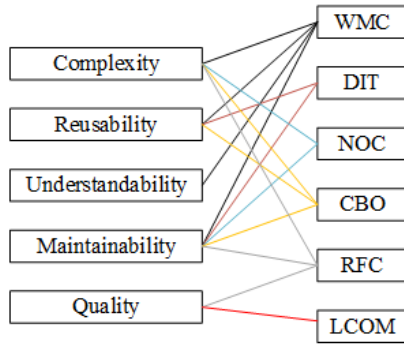 Complexity
Reusability
Understandability
Maintainability
Quality
WMC
DIT
NOC
CBO
RFC
LCOM